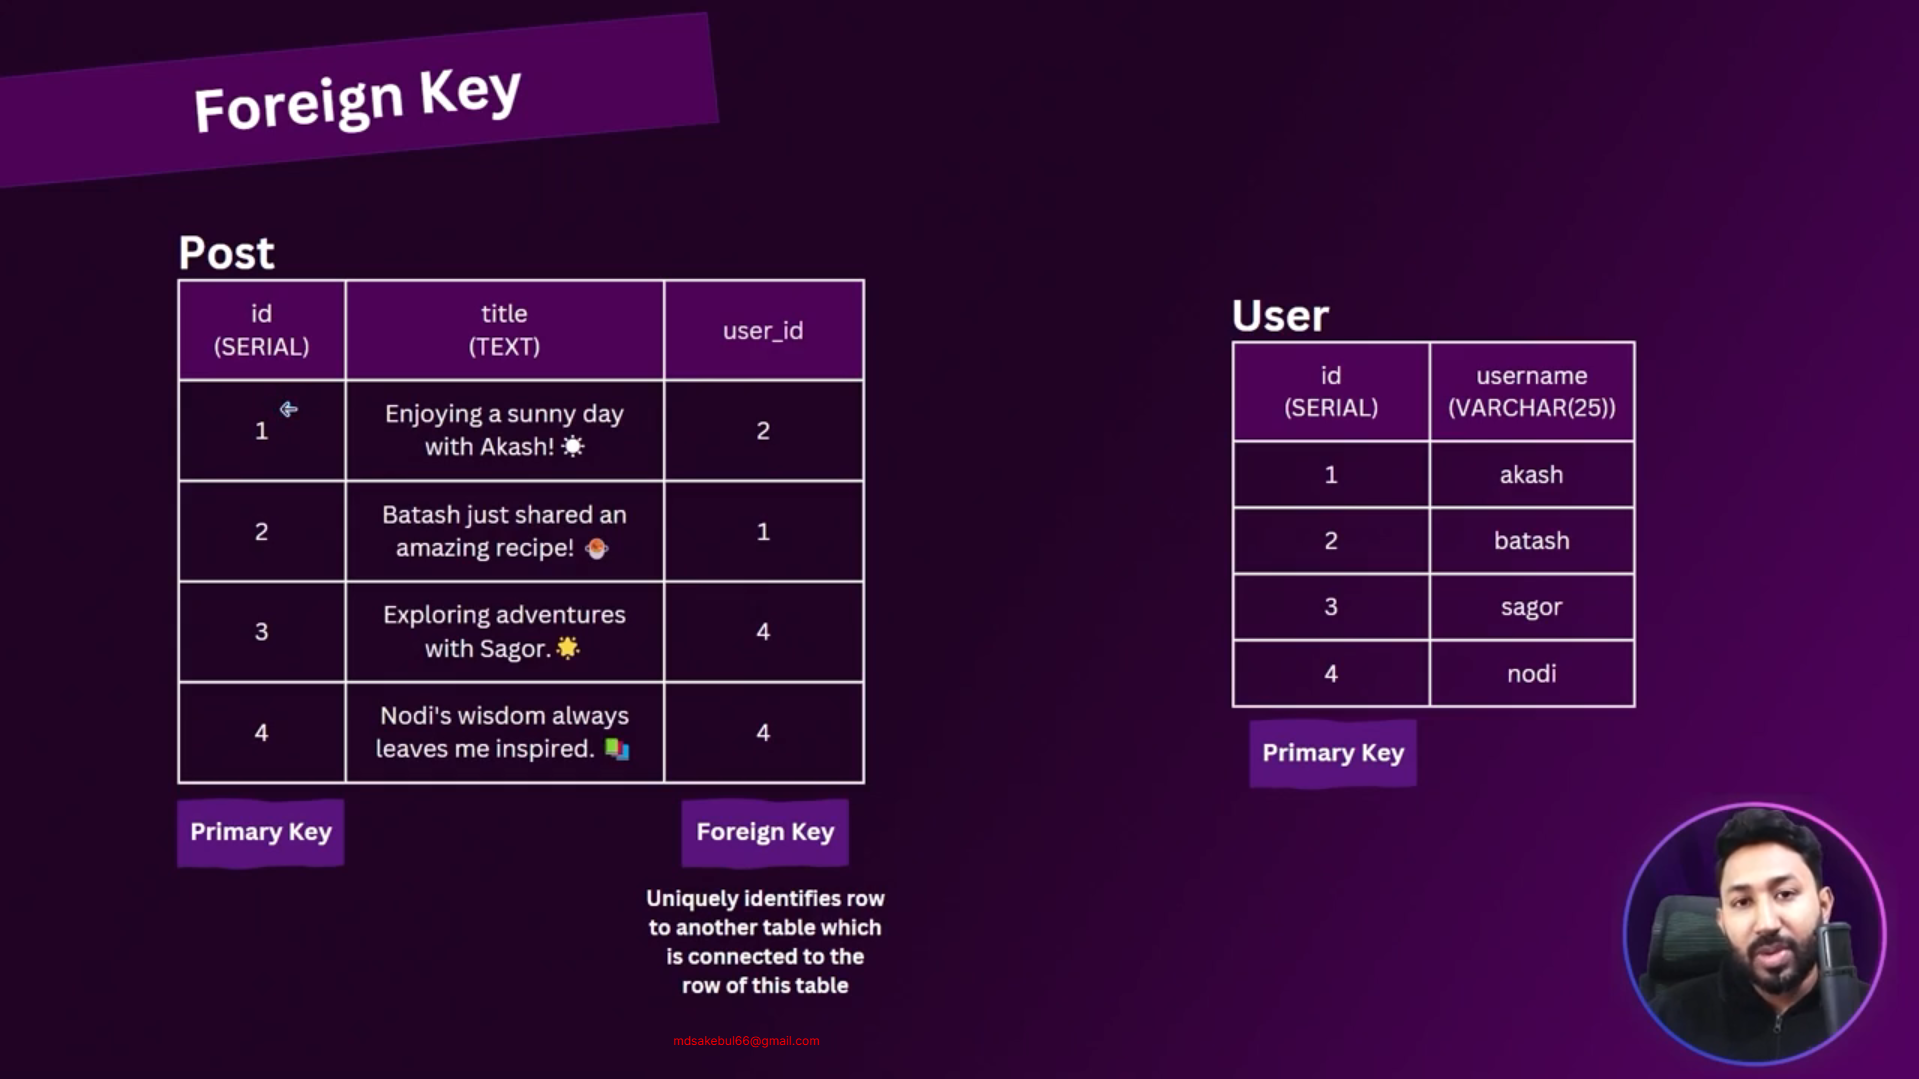 Foreign Key
Post
id
(SERIAL)
title
(TEXT)
user_id
1
Enjoying a sunny day
with Akash! ☀
2
2
Batash just shared an
amazing recipe! 🍲
1
3
Exploring adventures
with Sagor. 🌟
4
4
Nodi's wisdom always
leaves me inspired. 📚
4
Primary Key
Foreign Key
Uniquely identifies row
to another table which
is connected to the
row of this table
User
id
(SERIAL)
username
(VARCHAR(25))
1
akash
2
batash
3
sagor
4
nodi
Primary Key
mdsakebul66@gmail.com